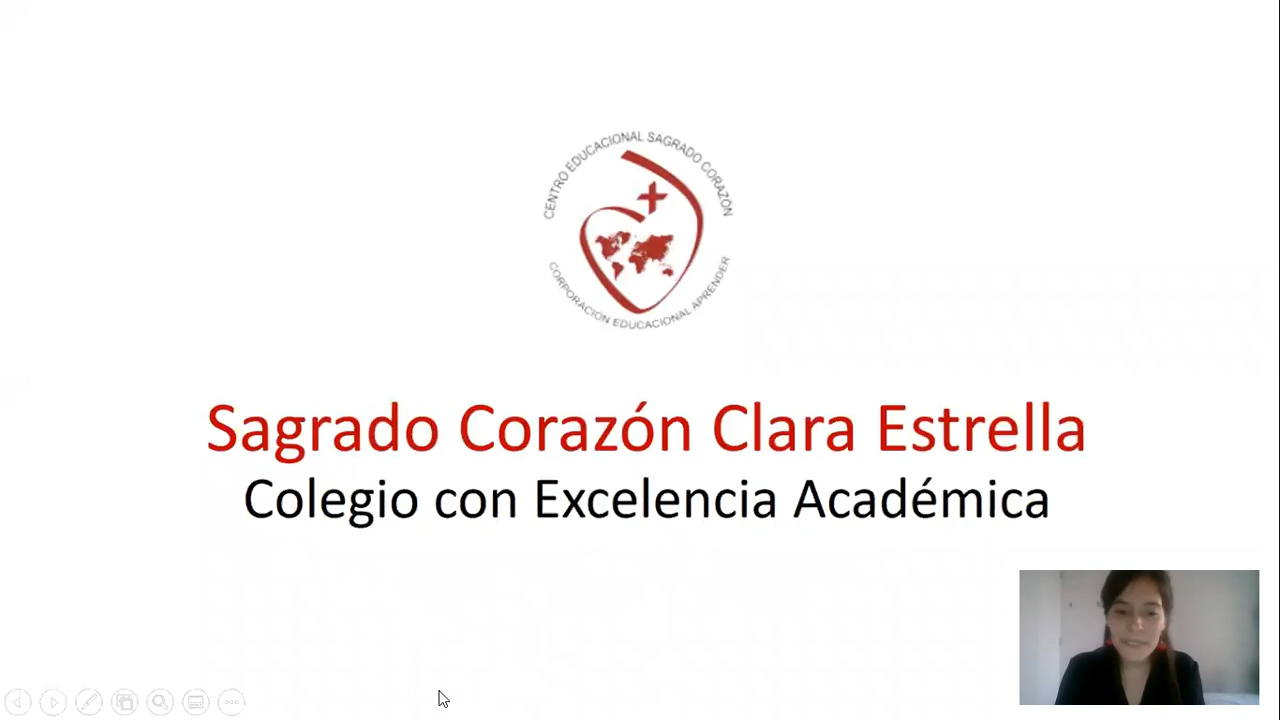 CENTRO EDUCACIONAL SAGRADO CORAZÓN
CORPORACIÓN EDUCACIONAL APRENDER
Sagrado Corazón Clara Estrella
Colegio con Excelencia Académica